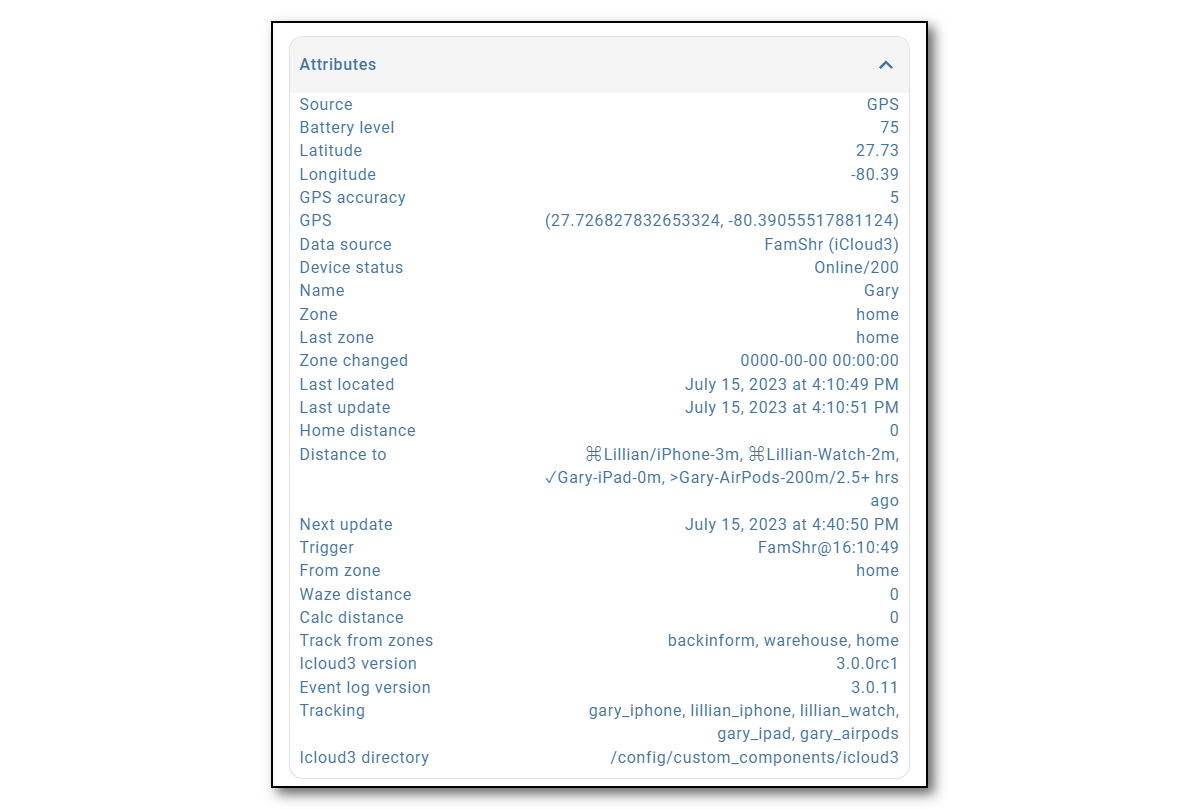 Attributes
Source GPS
Battery level 75
Latitude 27.73
Longitude -80.39
GPS accuracy 5
GPS (27.726827832653324, -80.39055517881124)
Data source FamShr (iCloud3)
Device status Online/200
Name Gary
Zone home
Last zone home
Zone changed 0000-00-00 00:00:00
Last located July 15, 2023 at 4:10:49 PM
Last update July 15, 2023 at 4:10:51 PM
Home distance 0
Distance to ⌘Lillian/iPhone-3m, ⌘Lillian-Watch-2m,
✓Gary-iPad-0m, >Gary-AirPods-200m/2.5+ hrs
ago
Next update July 15, 2023 at 4:40:50 PM
Trigger FamShr@16:10:49
From zone home
Waze distance 0
Calc distance 0
Track from zones backinform, warehouse, home
Icloud3 version 3.0.0rc1
Event log version 3.0.11
Tracking gary_iphone, lillian_iphone, lillian_watch,
gary_ipad, gary_airpods
Icloud3 directory /config/custom_components/icloud3